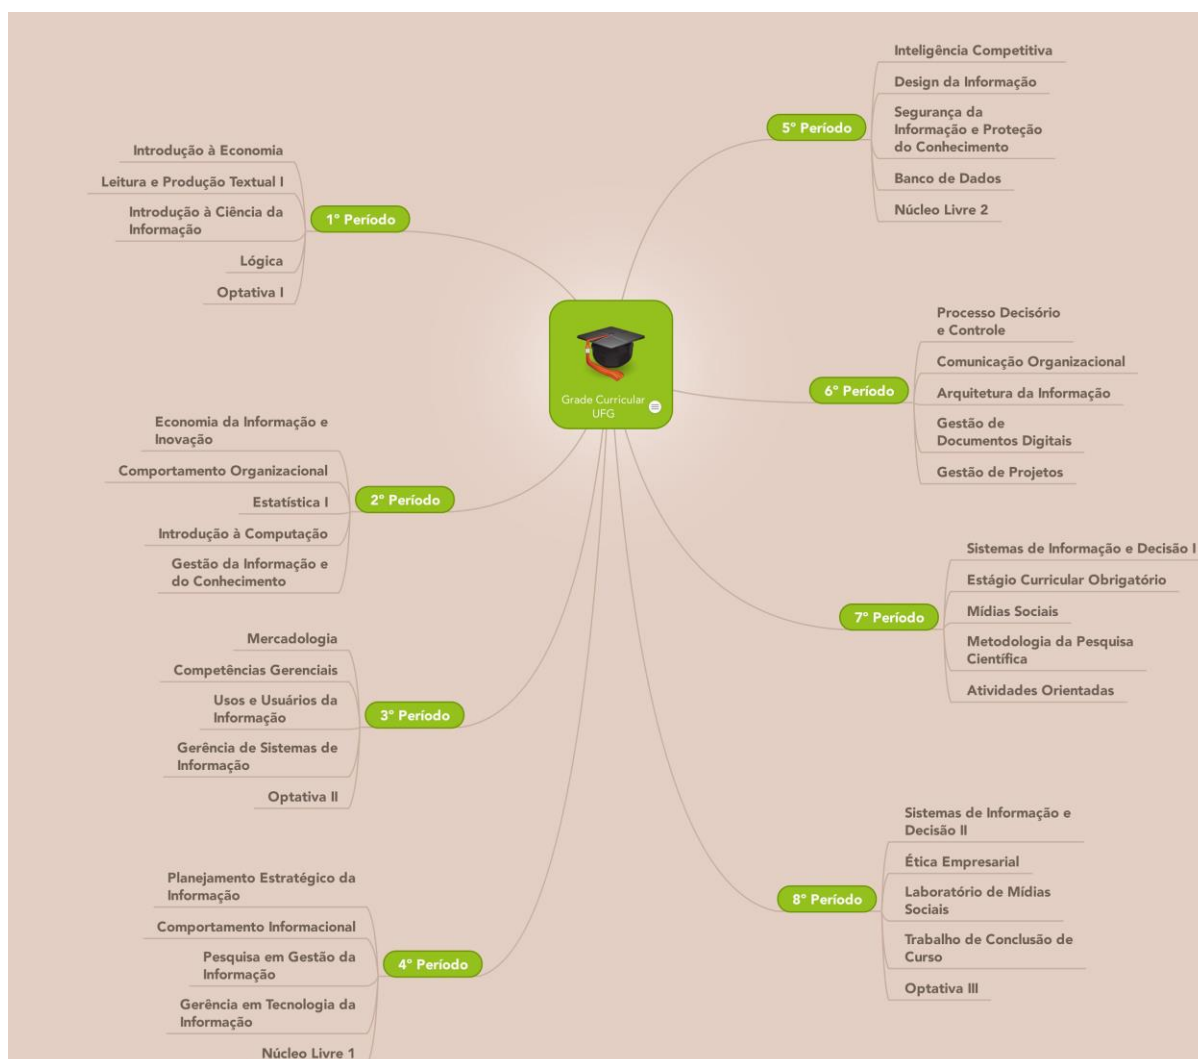 Grade Curricular
UFG
1º Período
Introdução à Economia
Leitura e Produção Textual I
Introdução à Ciência da
Informação
Lógica
Optativa I
2º Período
Economia da Informação e
Inovação
Comportamento Organizacional
Estatística I
Introdução à Computação
Gestão da Informação e
do Conhecimento
3º Período
Mercadologia
Competências Gerenciais
Usos e Usuários da
Informação
Gerência de Sistemas de
Informação
Optativa II
4º Período
Planejamento Estratégico da
Informação
Comportamento Informacional
Pesquisa em Gestão da
Informação
Gerência em Tecnologia da
Informação
Núcleo Livre 1
5º Período
Inteligência Competitiva
Design da Informação
Segurança da
Informação e Proteção
do Conhecimento
Banco de Dados
Núcleo Livre 2
6º Período
Processo Decisório
e Controle
Comunicação Organizacional
Arquitetura da Informação
Gestão de
Documentos Digitais
Gestão de Projetos
7º Período
Sistemas de Informação e Decisão I
Estágio Curricular Obrigatório
Mídias Sociais
Metodologia da Pesquisa
Científica
Atividades Orientadas
8º Período
Sistemas de Informação e
Decisão II
Ética Empresarial
Laboratório de Mídias
Sociais
Trabalho de Conclusão de
Curso
Optativa III